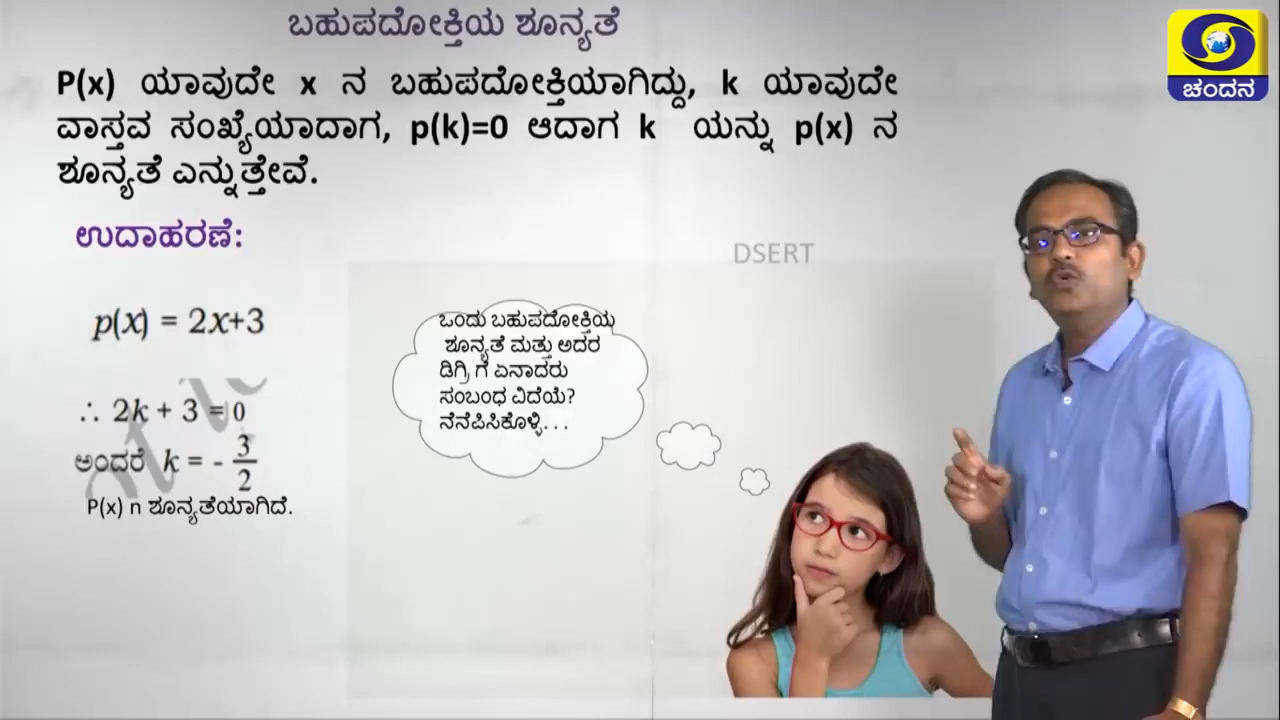 ಬಹುಪದೋಕ್ತಿಯ ಶೂನ್ಯತೆ
P(x) ಯಾವುದೇ x ನ ಬಹುಪದೋಕ್ತಿಯಾಗಿದ್ದು, k ಯಾವುದೇ
ವಾಸ್ತವ ಸಂಖ್ಯೆಯಾದಾಗ, p(k)=0 ಆದಾಗ k ಯನ್ನು p(x) ನ
ಶೂನ್ಯತೆ ಎನ್ನುತ್ತೇವೆ.
ಚಂದನ
ಉದಾಹರಣೆ:
DSERT
p(x) = 2x+3
∴ 2k + 3 = 0
ಅಂದರೆ k = - 3/2
P(x) n ಶೂನ್ಯತೆಯಾಗಿದೆ.
ಒಂದು ಬಹುಪದೋಕ್ತಿಯ
ಶೂನ್ಯತೆ ಮತ್ತು ಅದರ
ಡಿಗ್ರಿ ಗೆ ಏನಾದರು
ಸಂಬಂಧ ವಿದೆಯೆ?
ನೆನೆಪಿಸಿಕೊಳ್ಳಿ...